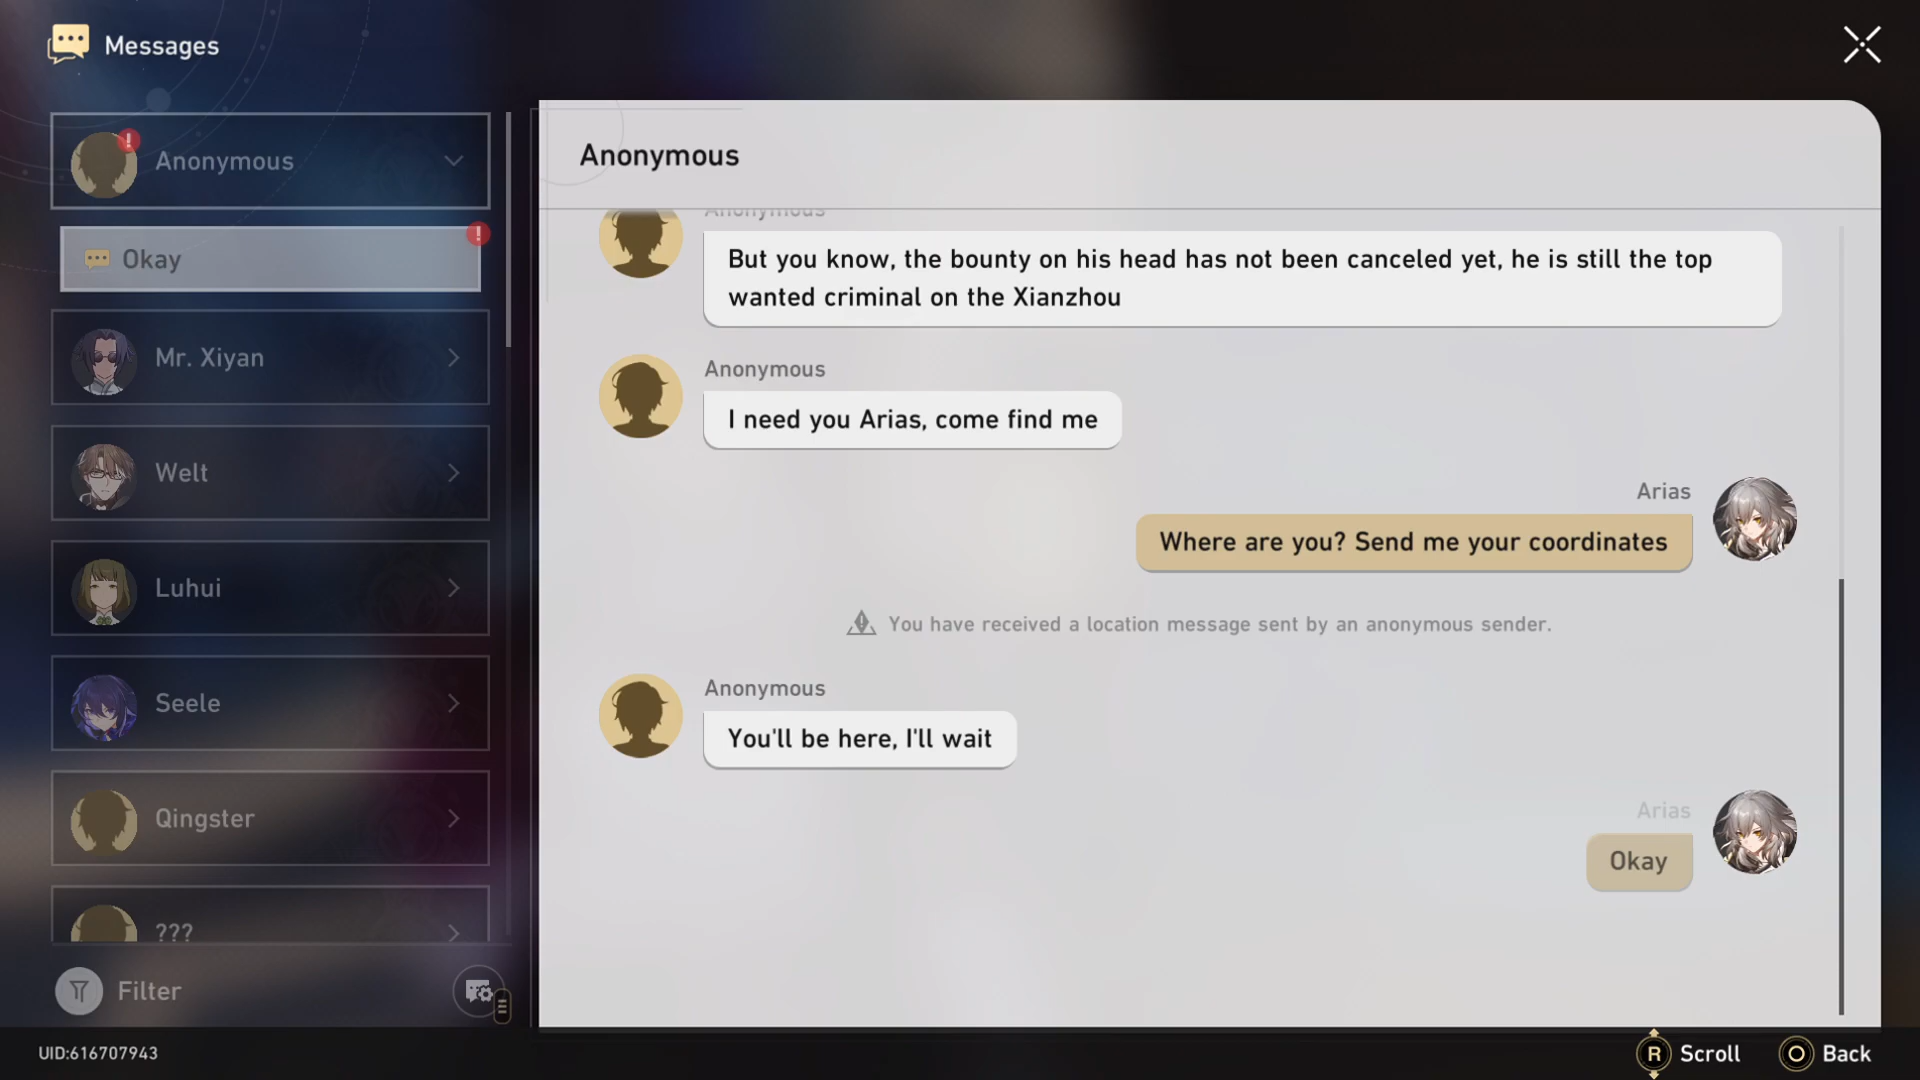 Messages
Anonymous
Okay
Mr. Xiyan
Welt
Luhui
Seele
Qingster
???
Filter
Anonymous
Anonymous
But you know, the bounty on his head has not been canceled yet, he is still the top
wanted criminal on the Xianzhou
Anonymous
I need you Arias, come find me
Arias
Where are you? Send me your coordinates
You have received a location message sent by an anonymous sender.
Anonymous
You'll be here, I'll wait
Arias
Okay
UID:616707943
R Scroll
Back